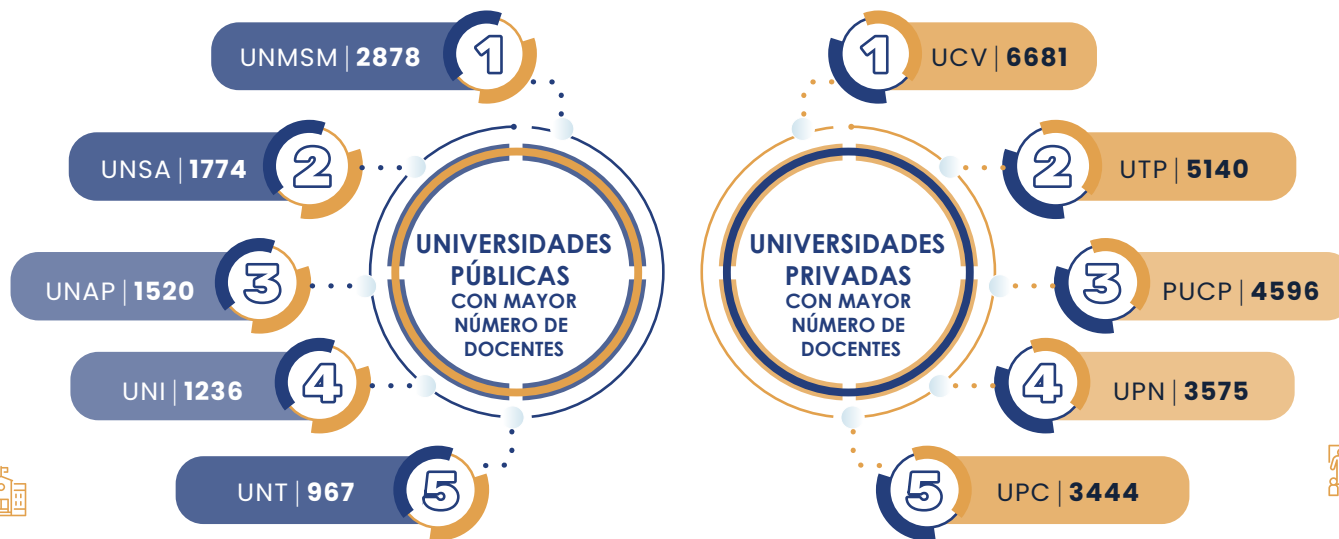 UNMSM | 2878
1
UNSA | 1774
2
UNAP | 1520
3
UNI | 1236
4
UNT | 967
5
UNIVERSIDADES
PÚBLICAS
CON MAYOR
NÚMERO DE
DOCENTES
1
UCV | 6681
2
UTP | 5140
3
PUCP | 4596
4
UPN | 3575
5
UPC | 3444
UNIVERSIDADES
PRIVADAS
CON MAYOR
NÚMERO DE
DOCENTES